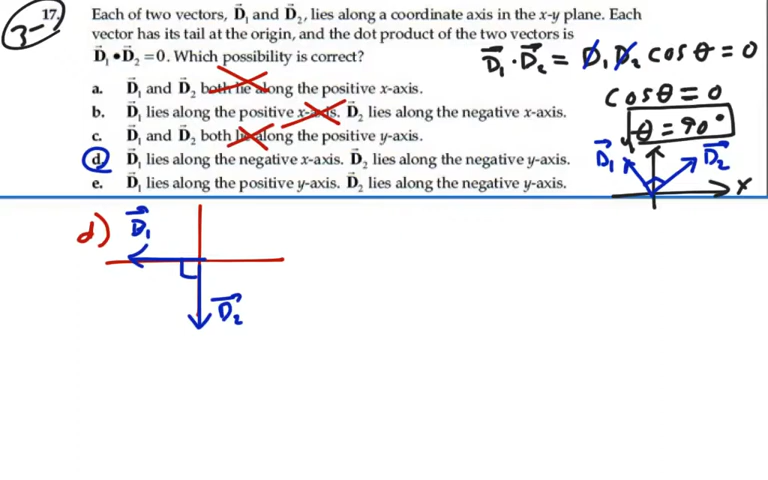 3- 17. Each of two vectors, D⃗₁ and D⃗₂, lies along a coordinate axis in the x-y plane. Each
vector has its tail at the origin, and the dot product of the two vectors is
D⃗₁ • D⃗₂ = 0. Which possibility is correct?
a. D⃗₁ and D⃗₂ both lie along the positive x-axis.
b. D⃗₁ lies along the positive x-axis. D⃗₂ lies along the negative x-axis.
c. D⃗₁ and D⃗₂ both lie along the positive y-axis.
d. D⃗₁ lies along the negative x-axis. D⃗₂ lies along the negative y-axis.
e. D⃗₁ lies along the positive y-axis. D⃗₂ lies along the negative y-axis.
D⃗₁ · D⃗₂ = D₁ D₂ cos θ = 0
cos θ = 0
θ = 90°
D⃗₁ D⃗₂
x
d) D⃗₁
D⃗₂